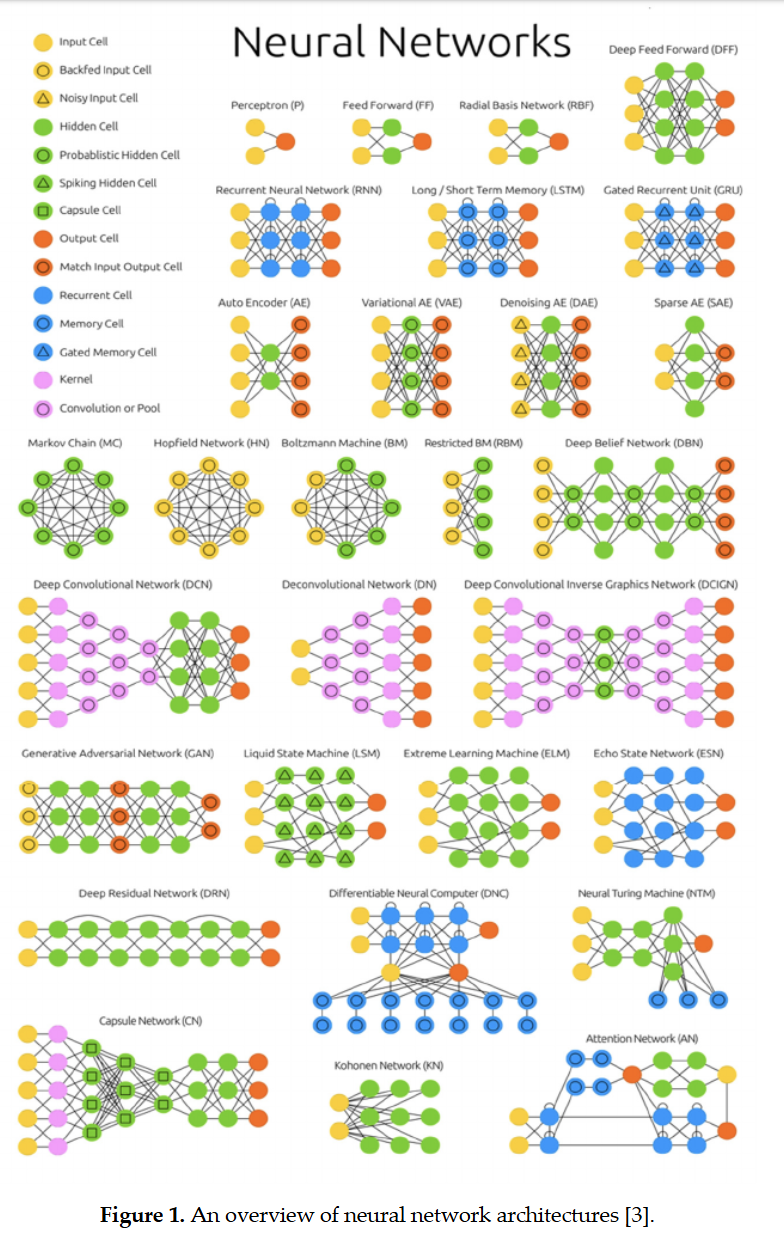 Neural Networks
Input Cell
Backfed Input Cell
Noisy Input Cell
Hidden Cell
Probablistic Hidden Cell
Spiking Hidden Cell
Capsule Cell
Output Cell
Match Input Output Cell
Recurrent Cell
Memory Cell
Gated Memory Cell
Kernel
Convolution or Pool
Deep Feed Forward (DFF)
Perceptron (P) Feed Forward (FF) Radial Basis Network (RBF)
Recurrent Neural Network (RNN) Long / Short Term Memory (LSTM) Gated Recurrent Unit (GRU)
Auto Encoder (AE) Variational AE (VAE) Denoising AE (DAE) Sparse AE (SAE)
Markov Chain (MC) Hopfield Network (HN) Boltzmann Machine (BM) Restricted BM (RBM) Deep Belief Network (DBN)
Deep Convolutional Network (DCN) Deconvolutional Network (DN) Deep Convolutional Inverse Graphics Network (DCIGN)
Generative Adversarial Network (GAN) Liquid State Machine (LSM) Extreme Learning Machine (ELM) Echo State Network (ESN)
Deep Residual Network (DRN) Differentiable Neural Computer (DNC) Neural Turing Machine (NTM)
Capsule Network (CN) Kohonen Network (KN) Attention Network (AN)
Figure 1. An overview of neural network architectures [3].